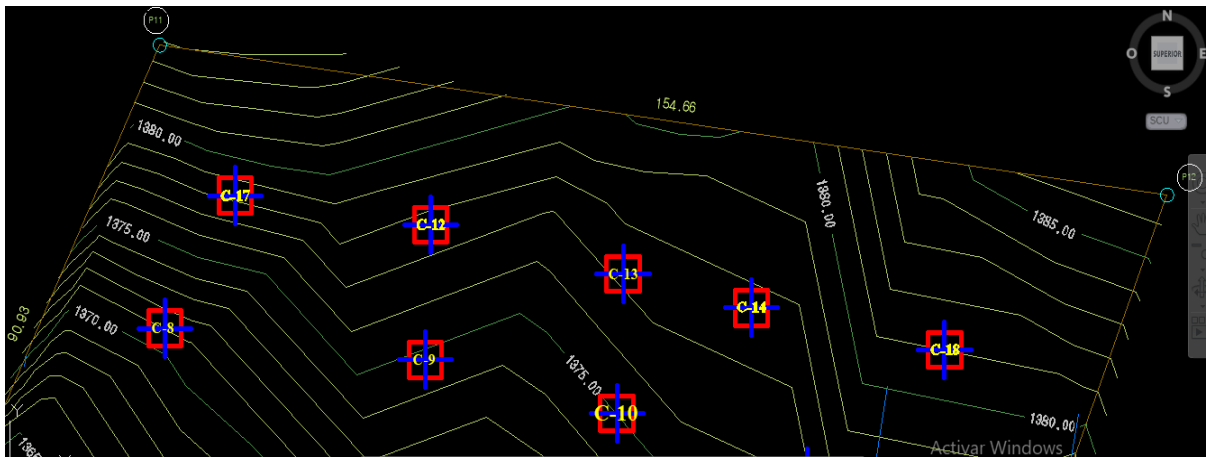 P11
N
O SUPERIOR E
S
SCU
154.66
1380.00
P12
C-17
1380.00
1385.00
C-12
1375.00
C-13
C-14
1370.00
C-8
90.93
C-18
C-9
1375.00
C-10
1380.00
Activar Windows
Y